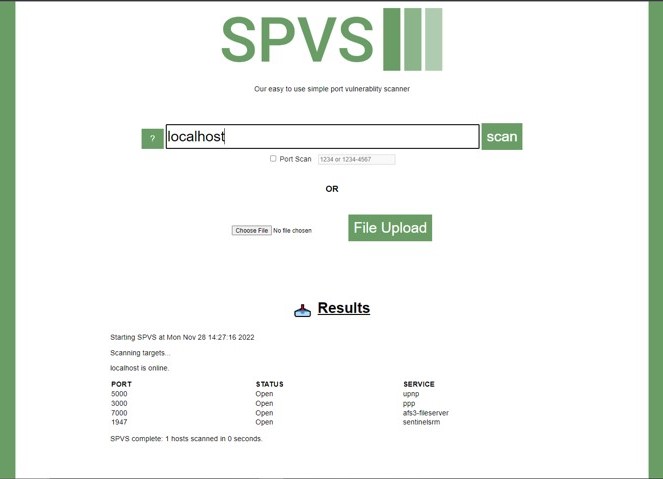 SPVS
Our easy to use simple port vulnerablity scanner
? localhost scan
Port Scan 1234 or 1234-4567
OR
Choose File No file chosen File Upload
Results
Starting SPVS at Mon Nov 28 14:27:16 2022
Scanning targets...
localhost is online.
PORT STATUS SERVICE
5000 Open upnp
3000 Open ppp
7000 Open afs3-fileserver
1947 Open sentinelsrm
SPVS complete: 1 hosts scanned in 0 seconds.